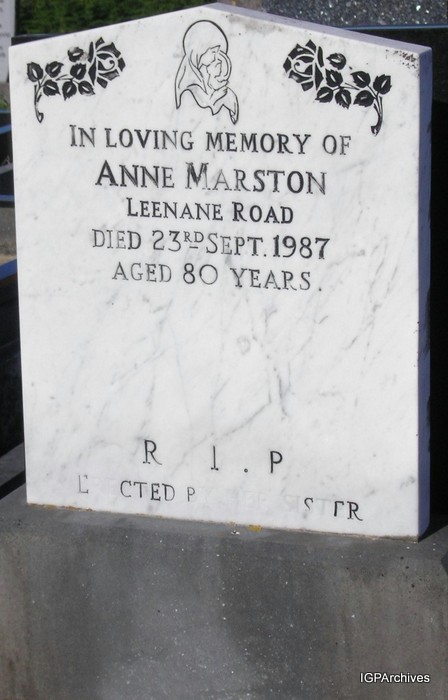 IN LOVING MEMORY OF
ANNE MARSTON
LEENANE ROAD
DIED 23RD SEPT. 1987
AGED 80 YEARS.
R I . P
IGPArchives